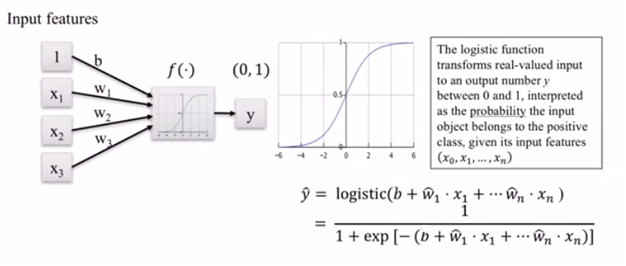 Input features
1
b
x₁
w₁
x₂
w₂
x₃
w₃
f(·)
(0, 1)
y
1
0.5
0
-6 -4 -2 0 2 4 6
The logistic function
transforms real-valued input
to an output number y
between 0 and 1, interpreted
as the probability the input
object belongs to the positive
class, given its input features
(x₀, x₁, ..., xₙ)
ŷ = logistic(b + ŵ₁ · x₁ + ⋯ ŵₙ · xₙ )
= 1
1 + exp [− (b + ŵ₁ · x₁ + ⋯ ŵₙ · xₙ)]